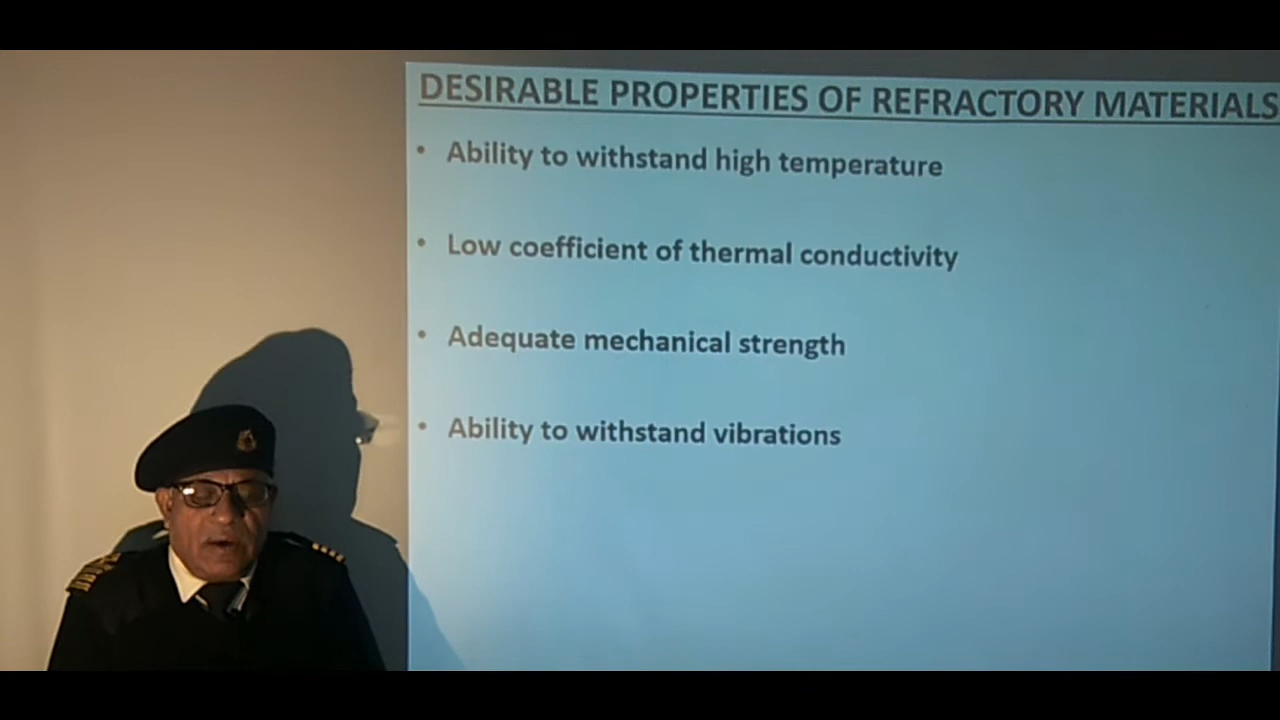 DESIRABLE PROPERTIES OF REFRACTORY MATERIALS
• Ability to withstand high temperature
• Low coefficient of thermal conductivity
• Adequate mechanical strength
• Ability to withstand vibrations